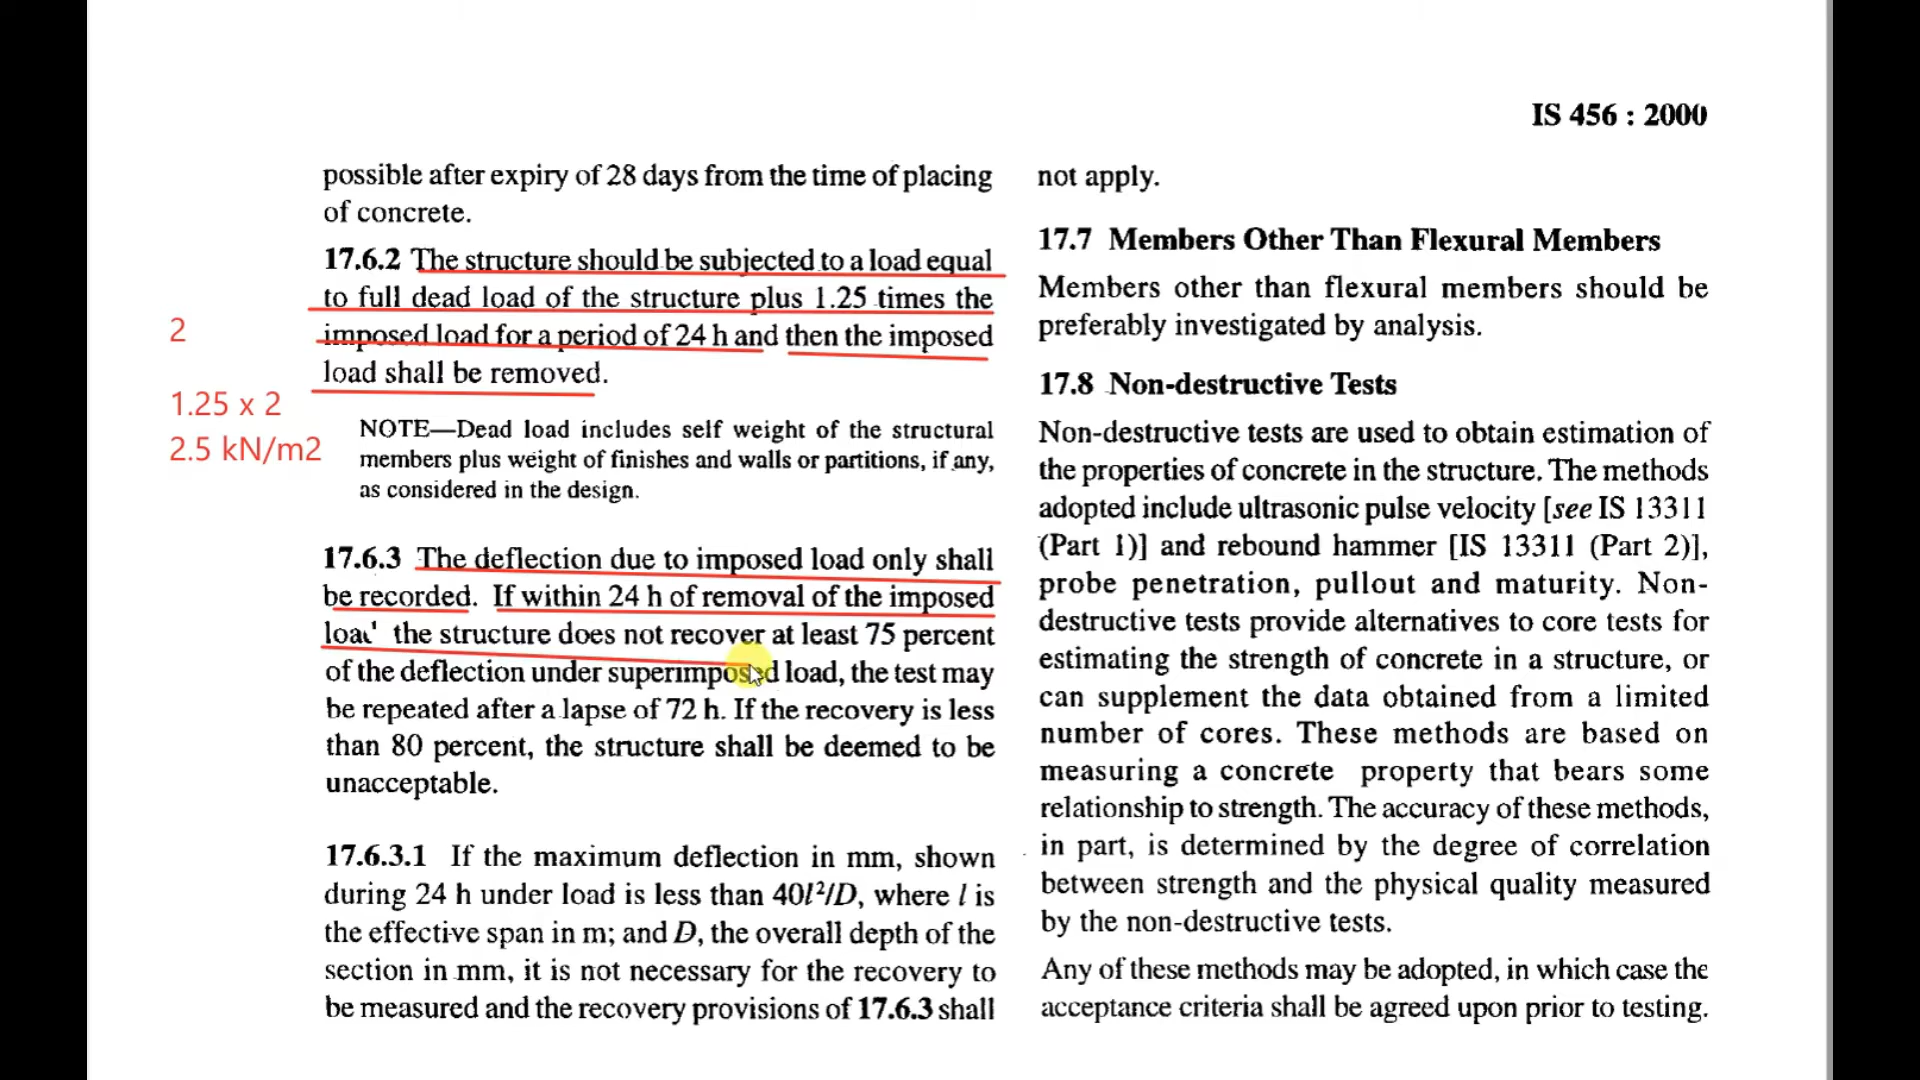 IS 456 : 2000
possible after expiry of 28 days from the time of placing
of concrete.
17.6.2 The structure should be subjected to a load equal
to full dead load of the structure plus 1.25 times the
imposed load for a period of 24 h and then the imposed
load shall be removed.
2
1.25 x 2
2.5 kN/m2
NOTE—Dead load includes self weight of the structural
members plus weight of finishes and walls or partitions, if any,
as considered in the design.
17.6.3 The deflection due to imposed load only shall
be recorded. If within 24 h of removal of the imposed
the structure does not recover at least 75 percent
of the deflection under superimposed load, the test may
be repeated after a lapse of 72 h. If the recovery is less
than 80 percent, the structure shall be deemed to be
unacceptable.
17.6.3.1 If the maximum deflection in mm, shown
during 24 h under load is less than 40l²/D, where l is
the effective span in m; and D, the overall depth of the
section in mm, it is not necessary for the recovery to
be measured and the recovery provisions of 17.6.3 shall
not apply.
17.7 Members Other Than Flexural Members
Members other than flexural members should be
preferably investigated by analysis.
17.8 Non-destructive Tests
Non-destructive tests are used to obtain estimation of
the properties of concrete in the structure. The methods
adopted include ultrasonic pulse velocity [see IS 13311
(Part 1)] and rebound hammer [IS 13311 (Part 2)],
probe penetration, pullout and maturity. Non-
destructive tests provide alternatives to core tests for
estimating the strength of concrete in a structure, or
can supplement the data obtained from a limited
number of cores. These methods are based on
measuring a concrete property that bears some
relationship to strength. The accuracy of these methods,
in part, is determined by the degree of correlation
between strength and the physical quality measured
by the non-destructive tests.
Any of these methods may be adopted, in which case the
acceptance criteria shall be agreed upon prior to testing.